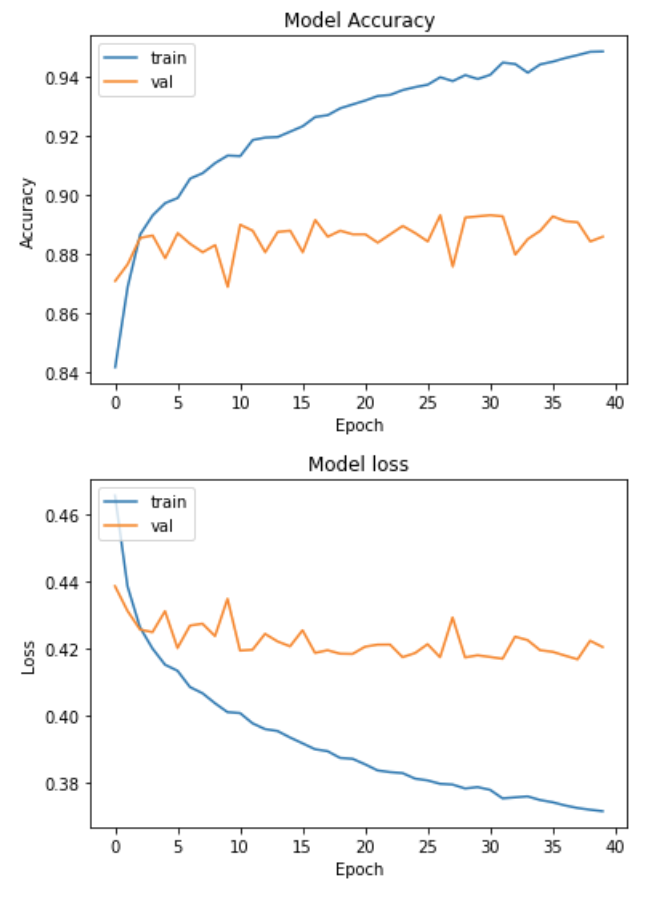 Model Accuracy
train
val
0.94
0.92
0.90
0.88
0.86
0.84
Accuracy
0 5 10 15 20 25 30 35 40
Epoch
Model loss
train
val
0.46
0.44
0.42
0.40
0.38
Loss
0 5 10 15 20 25 30 35 40
Epoch